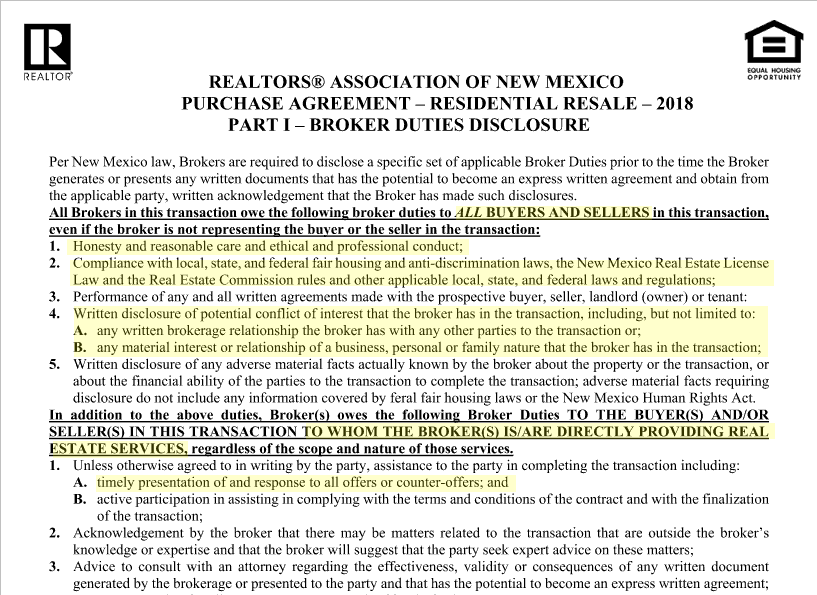 R
REALTOR®
EQUAL HOUSING
OPPORTUNITY
REALTORS® ASSOCIATION OF NEW MEXICO
PURCHASE AGREEMENT – RESIDENTIAL RESALE – 2018
PART I – BROKER DUTIES DISCLOSURE
Per New Mexico law, Brokers are required to disclose a specific set of applicable Broker Duties prior to the time the Broker
generates or presents any written documents that has the potential to become an express written agreement and obtain from
the applicable party, written acknowledgement that the Broker has made such disclosures.
All Brokers in this transaction owe the following broker duties to ALL BUYERS AND SELLERS in this transaction,
even if the broker is not representing the buyer or the seller in the transaction:
1. Honesty and reasonable care and ethical and professional conduct;
2. Compliance with local, state, and federal fair housing and anti-discrimination laws, the New Mexico Real Estate License
Law and the Real Estate Commission rules and other applicable local, state, and federal laws and regulations;
3. Performance of any and all written agreements made with the prospective buyer, seller, landlord (owner) or tenant:
4. Written disclosure of potential conflict of interest that the broker has in the transaction, including, but not limited to:
A. any written brokerage relationship the broker has with any other parties to the transaction or;
B. any material interest or relationship of a business, personal or family nature that the broker has in the transaction;
5. Written disclosure of any adverse material facts actually known by the broker about the property or the transaction, or
about the financial ability of the parties to the transaction to complete the transaction; adverse material facts requiring
disclosure do not include any information covered by feral fair housing laws or the New Mexico Human Rights Act.
In addition to the above duties, Broker(s) owes the following Broker Duties TO THE BUYER(S) AND/OR
SELLER(S) IN THIS TRANSACTION TO WHOM THE BROKER(S) IS/ARE DIRECTLY PROVIDING REAL
ESTATE SERVICES, regardless of the scope and nature of those services.
1. Unless otherwise agreed to in writing by the party, assistance to the party in completing the transaction including:
A. timely presentation of and response to all offers or counter-offers; and
B. active participation in assisting in complying with the terms and conditions of the contract and with the finalization
of the transaction;
2. Acknowledgement by the broker that there may be matters related to the transaction that are outside the broker's
knowledge or expertise and that the broker will suggest that the party seek expert advice on these matters;
3. Advice to consult with an attorney regarding the effectiveness, validity or consequences of any written document
generated by the brokerage or presented to the party and that has the potential to become an express written agreement;